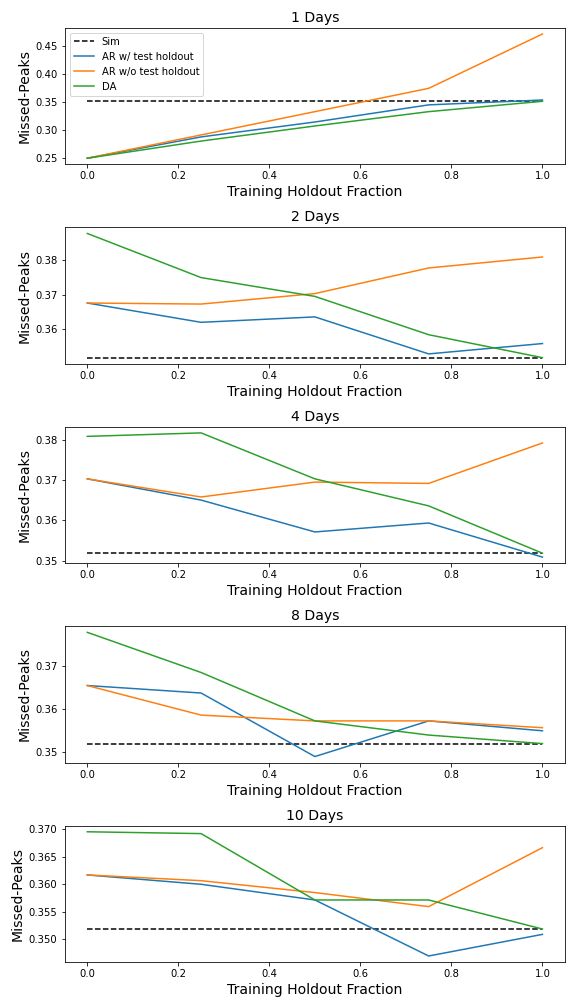 1 Days
Missed-Peaks
0.45
0.40
0.35
0.30
0.25
Sim
AR w/ test holdout
AR w/o test holdout
DA
0.0 0.2 0.4 0.6 0.8 1.0
Training Holdout Fraction
2 Days
Missed-Peaks
0.38
0.37
0.36
0.0 0.2 0.4 0.6 0.8 1.0
Training Holdout Fraction
4 Days
Missed-Peaks
0.38
0.37
0.36
0.35
0.0 0.2 0.4 0.6 0.8 1.0
Training Holdout Fraction
8 Days
Missed-Peaks
0.37
0.36
0.35
0.0 0.2 0.4 0.6 0.8 1.0
Training Holdout Fraction
10 Days
Missed-Peaks
0.370
0.365
0.360
0.355
0.350
0.0 0.2 0.4 0.6 0.8 1.0
Training Holdout Fraction